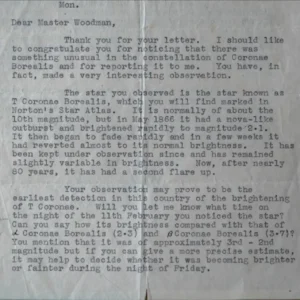 Mon.
Dear Master Woodman,
Thank you for your letter. I should like
to congratulate you for noticing that there was
something unusual in the constellation of Coronae
Borealis and for reporting it to me. You have, in
fact, made a very interesting observation.
The star you observed is the star known as
T Coronae Borealis, which you will find marked in
Norton's Star Atlas. It is normally of about the
10th magnitude, but in May 1866 it had a nova-like
outburst and brightened rapidly to magnitude 2·1.
It then began to fade rapidly and in a few weeks it
had reverted almost to its normal brightness. It has
been kept under observation since and has remained
slightly variable in brightness. Now, after nearly
80 years, it has had a second flare up.
Your observation may prove to be the
earliest detection in this country of the brightening
of T Coronae. Will you let me know what time on
the night of the 11th February you noticed the star?
Can you say how its brightness compared with that of
α Coronae Borealis (2·3) and β Coronae Borealis (3·7)?
You mention that it was of approximately 3rd - 2nd
magnitude but if you can give a more precise estimate,
it may help to decide whether it was becoming brighter
or fainter during the night of Friday.